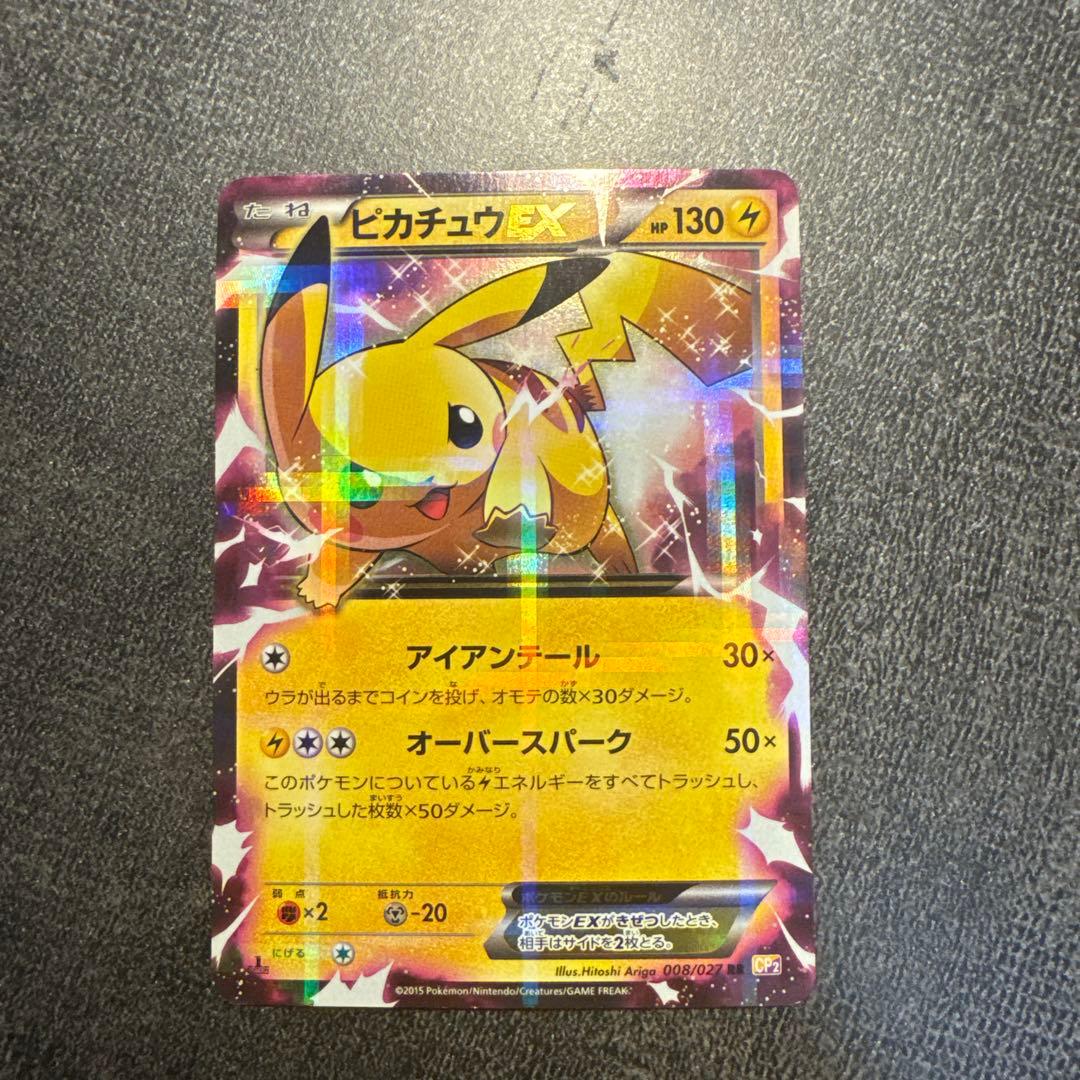 たね ピカチュウEX HP 130
アイアンテール 30×
ウラが出るまでコインを投げ、オモテの数×30ダメージ。
オーバースパーク 50×
このポケモンについているエネルギーをすべてトラッシュし、
トラッシュした枚数×50ダメージ。
弱点 抵抗力
×2 -20
ポケモンEXのルール
ポケモンEXがきぜつしたとき、
相手はサイドを2枚とる。
にげる
Illus.Hitoshi Ariga 008/027 RR CP2
©2015 Pokémon/Nintendo/Creatures/GAME FREAK